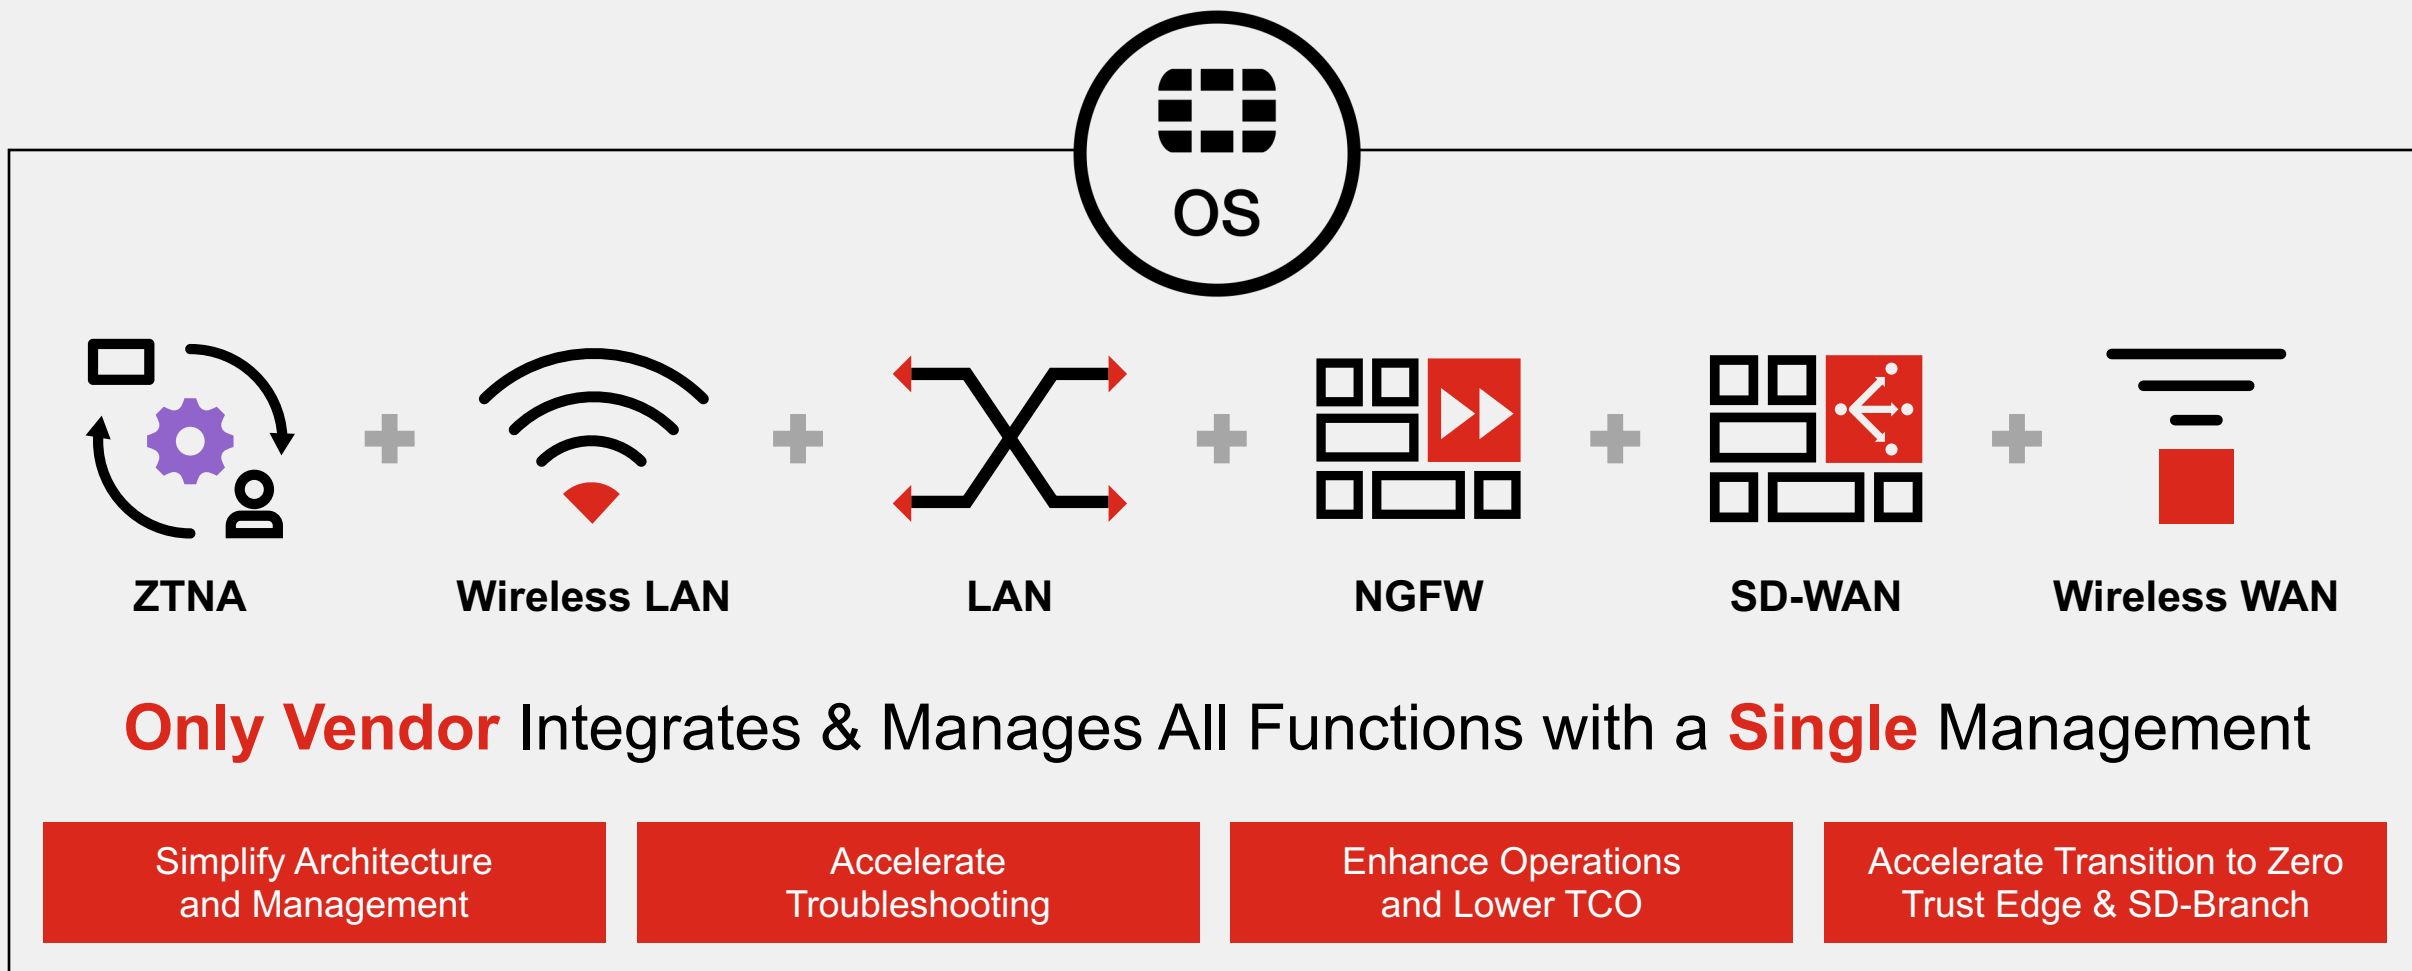 OS
ZTNA
Wireless LAN
LAN
NGFW
SD-WAN
Wireless WAN
Only Vendor Integrates & Manages All Functions with a Single Management
Simplify Architecture
and Management
Accelerate
Troubleshooting
Enhance Operations
and Lower TCO
Accelerate Transition to Zero
Trust Edge & SD-Branch